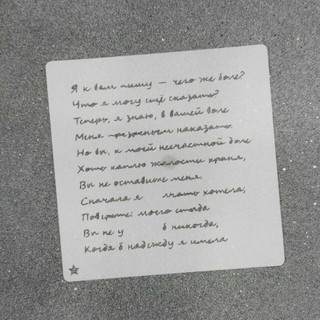 Я к вам пишу — чего же боле?
Что я могу ещё сказать?
Теперь, я знаю, в вашей воле
Меня презреньем наказать.
Но вы, к моей несчастной доле
Хоть каплю жалости храня,
Вы не оставите меня.
Сначала я лчать хотела;
Поверьте: моего стыда
Вы не у б никогда,
Когда б надежду я имела